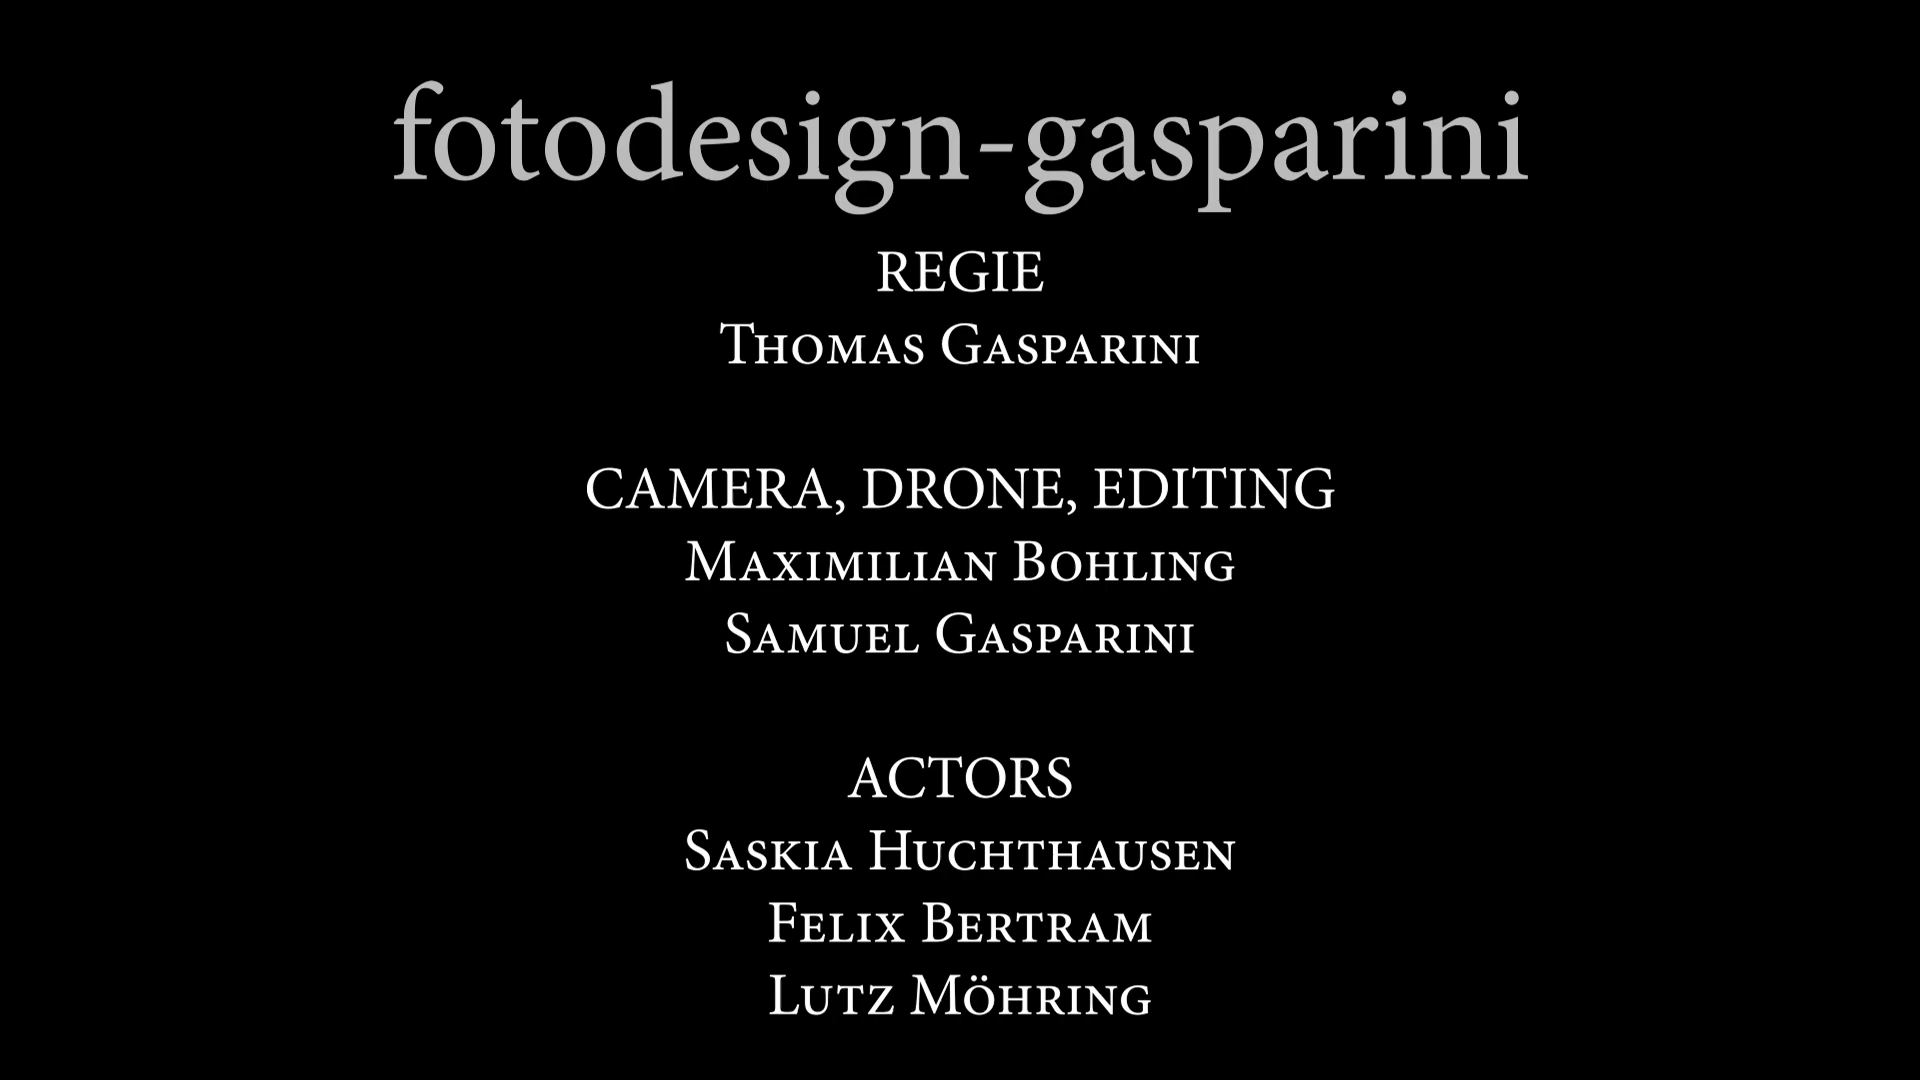 fotodesign-gasparini
REGIE
Thomas Gasparini
CAMERA, DRONE, EDITING
Maximilian Bohling
Samuel Gasparini
ACTORS
Saskia Huchthausen
Felix Bertram
Lutz Möhring